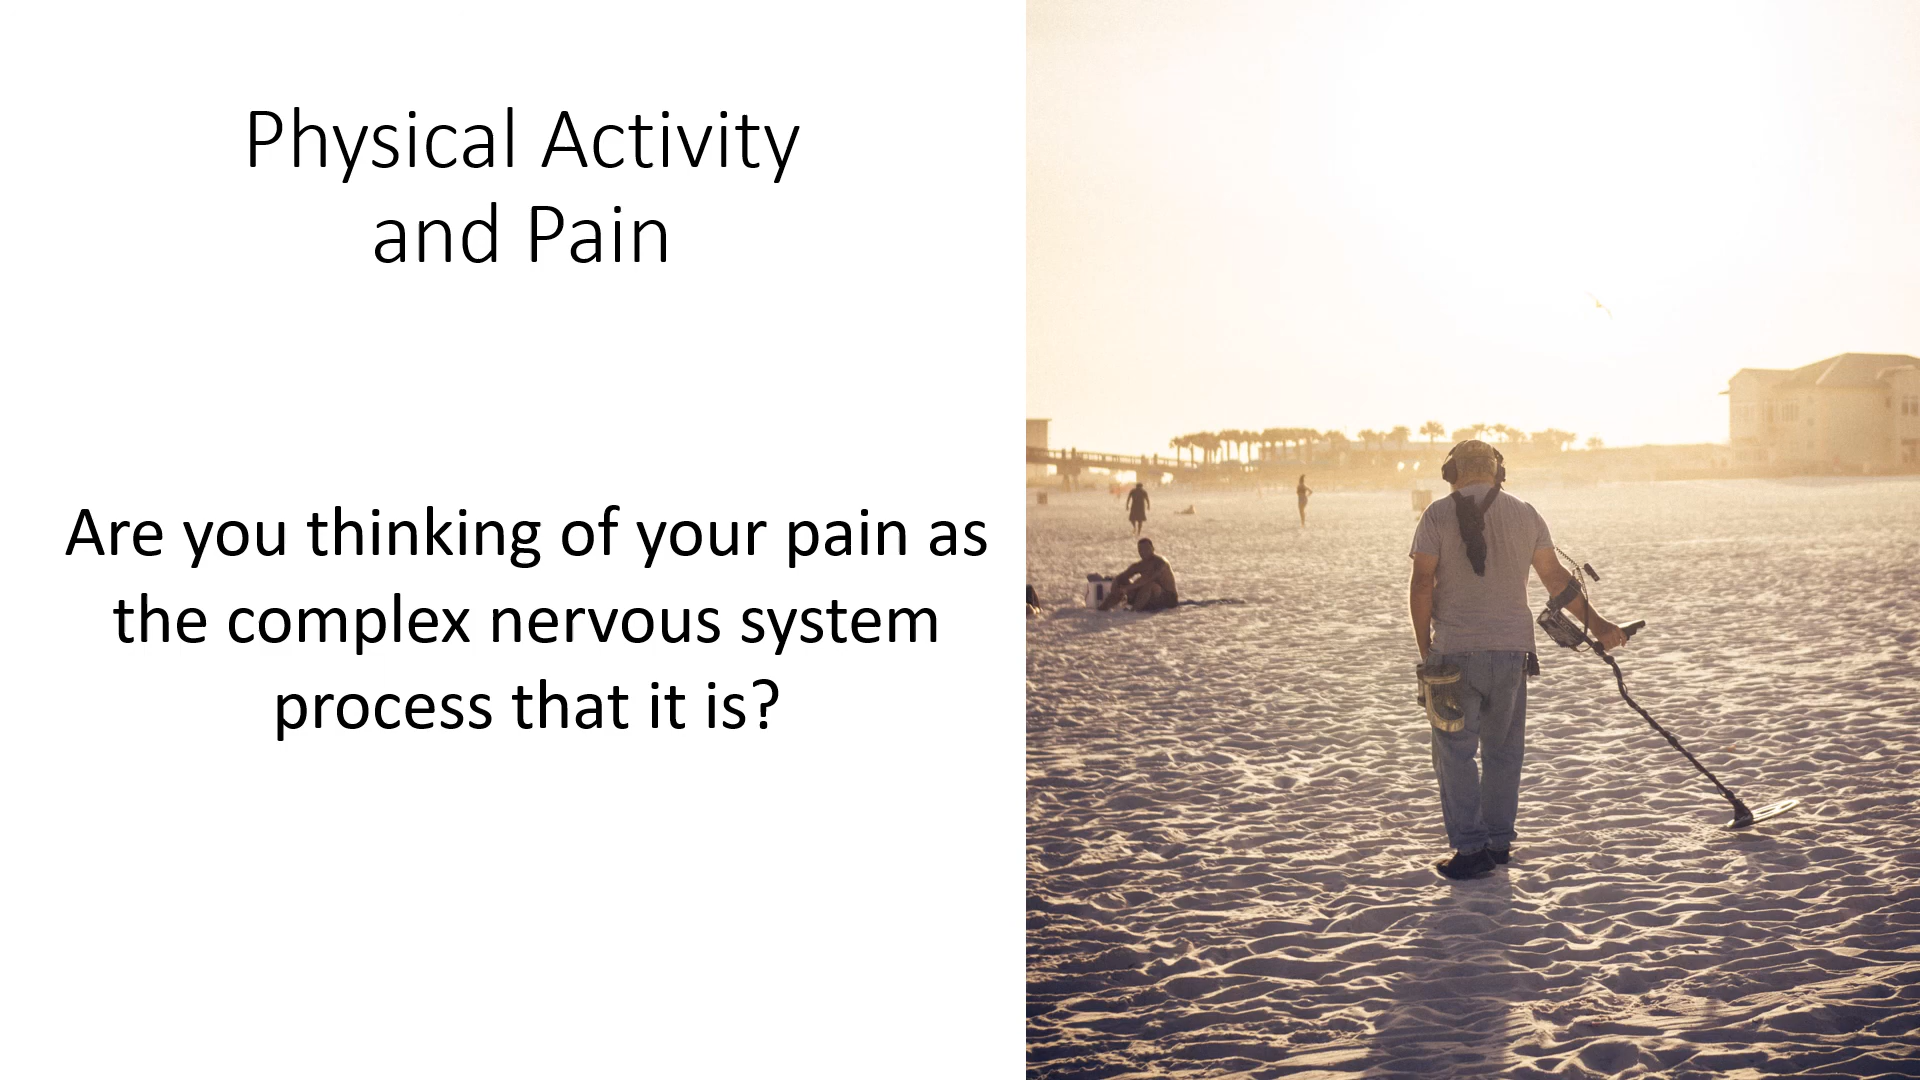 Physical Activity
and Pain
Are you thinking of your pain as
the complex nervous system
process that it is?